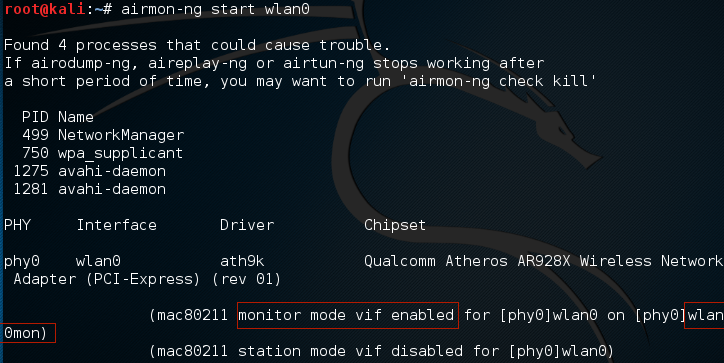 root@kali:~# airmon-ng start wlan0
Found 4 processes that could cause trouble.
If airodump-ng, aireplay-ng or airtun-ng stops working after
a short period of time, you may want to run 'airmon-ng check kill'
PID Name
499 NetworkManager
750 wpa_supplicant
1275 avahi-daemon
1281 avahi-daemon
PHY Interface Driver Chipset
phy0 wlan0 ath9k Qualcomm Atheros AR928X Wireless Network
Adapter (PCI-Express) (rev 01)
(mac80211 monitor mode vif enabled for [phy0]wlan0 on [phy0]wlan
0mon)
(mac80211 station mode vif disabled for [phy0]wlan0)